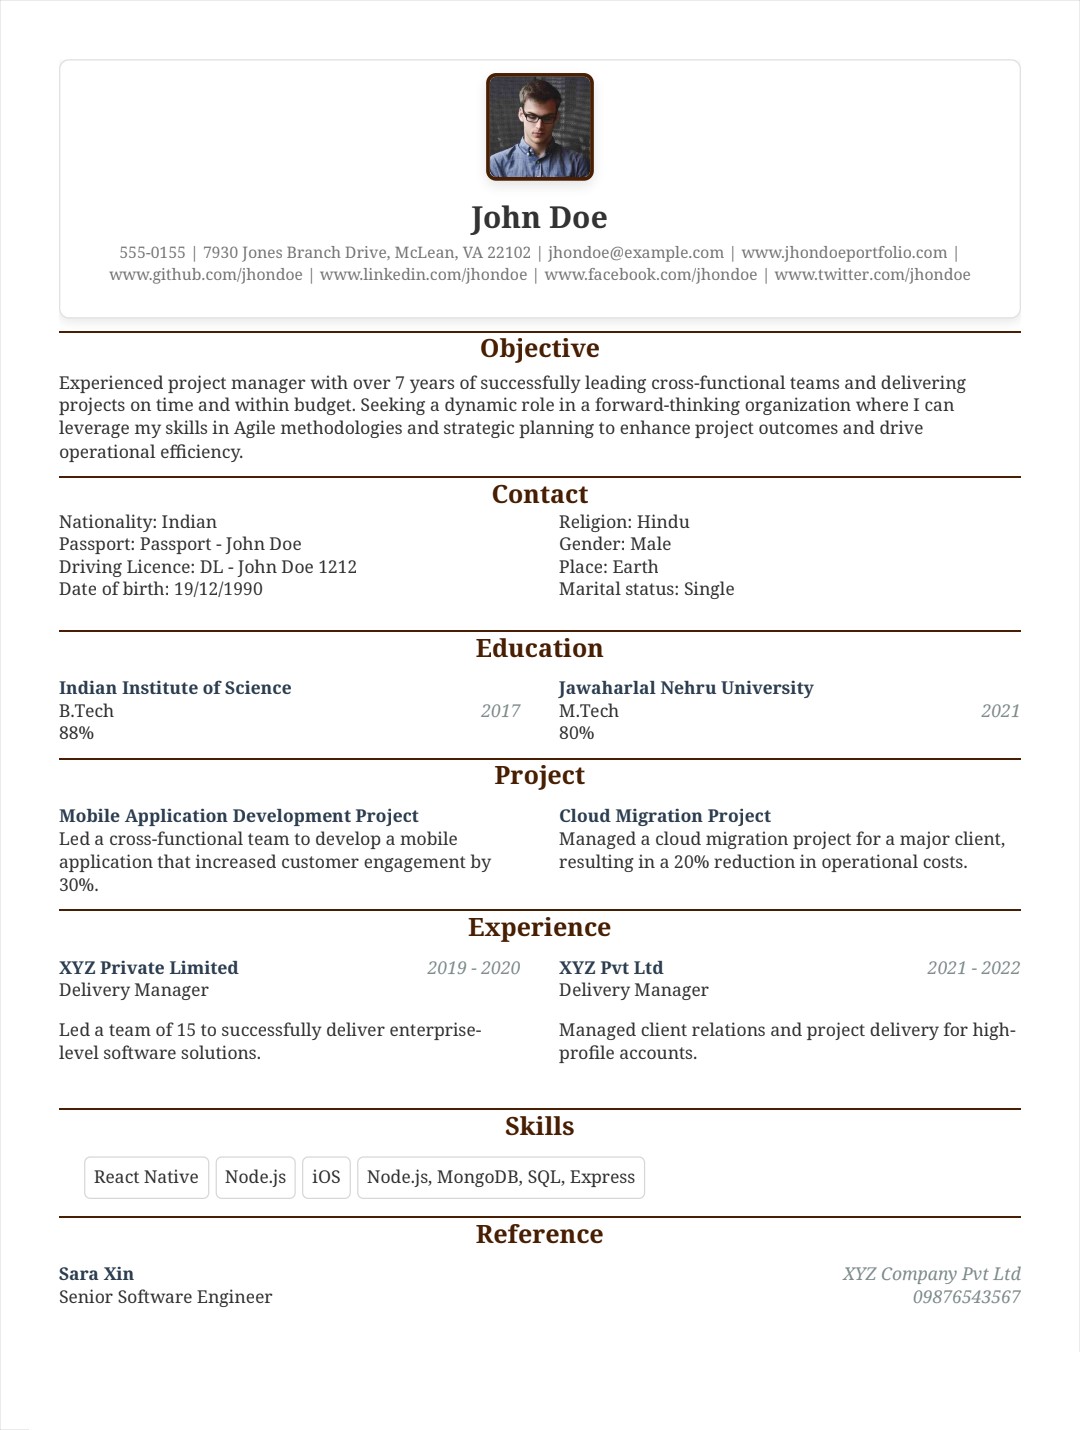 John Doe
555-0155 | 7930 Jones Branch Drive, McLean, VA 22102 | jhondoe@example.com | www.jhondoeportfolio.com |
www.github.com/jhondoe | www.linkedin.com/jhondoe | www.facebook.com/jhondoe | www.twitter.com/jhondoe
Objective
Experienced project manager with over 7 years of successfully leading cross-functional teams and delivering
projects on time and within budget. Seeking a dynamic role in a forward-thinking organization where I can
leverage my skills in Agile methodologies and strategic planning to enhance project outcomes and drive
operational efficiency.
Contact
Nationality: Indian
Passport: Passport - John Doe
Driving Licence: DL - John Doe 1212
Date of birth: 19/12/1990
Religion: Hindu
Gender: Male
Place: Earth
Marital status: Single
Education
Indian Institute of Science
B.Tech 2017
88%
Jawaharlal Nehru University
M.Tech 2021
80%
Project
Mobile Application Development Project
Led a cross-functional team to develop a mobile
application that increased customer engagement by
30%.
Cloud Migration Project
Managed a cloud migration project for a major client,
resulting in a 20% reduction in operational costs.
Experience
XYZ Private Limited 2019 - 2020
Delivery Manager
Led a team of 15 to successfully deliver enterprise-
level software solutions.
XYZ Pvt Ltd 2021 - 2022
Delivery Manager
Managed client relations and project delivery for high-
profile accounts.
Skills
React Native Node.js iOS Node.js, MongoDB, SQL, Express
Reference
Sara Xin XYZ Company Pvt Ltd
Senior Software Engineer 09876543567